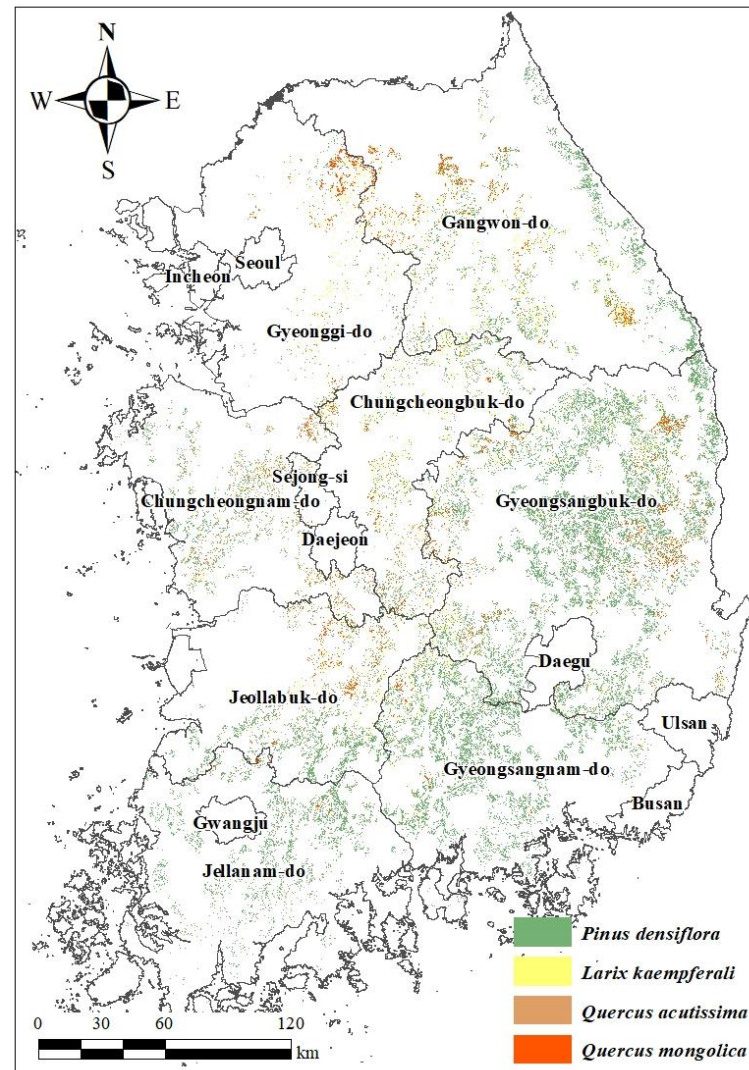 N
W E
S
Gangwon-do
Seoul
Incheon
Gyeonggi-do
Chungcheongbuk-do
Sejong-si
Chungcheongnam-do
Gyeongsangbuk-do
Daejeon
Daegu
Jeollabuk-do
Ulsan
Gyeongsangnam-do
Busan
Gwangju
Jellanam-do
Pinus densiflora
Larix kaempferali
Quercus acutissima
Quercus mongolica
0 30 60 120
km